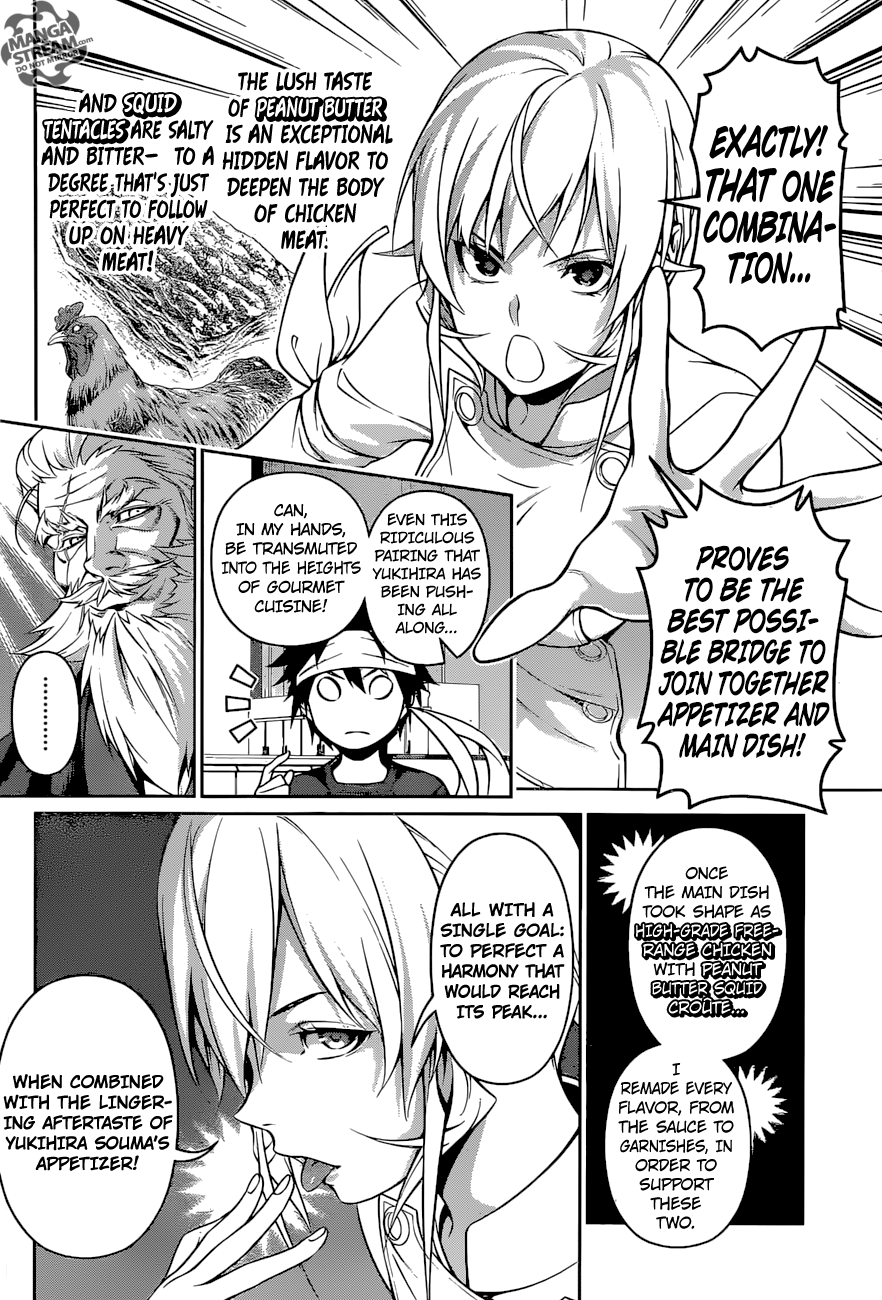 MANGA
STREAM.com
DO NOT MIRROR
EXACTLY!
THAT ONE
COMBINA-
TION...
THE LUSH TASTE
OF PEANUT BUTTER
IS AN EXCEPTIONAL
HIDDEN FLAVOR TO
DEEPEN THE BODY
OF CHICKEN
MEAT.
AND SQUID
TENTACLES ARE SALTY
AND BITTER— TO A
DEGREE THAT'S JUST
PERFECT TO FOLLOW
UP ON HEAVY
MEAT!
PROVES
TO BE THE
BEST POSSI-
BLE BRIDGE TO
JOIN TOGETHER
APPETIZER AND
MAIN DISH!
EVEN THIS
RIDICULOUS
PAIRING THAT
YUKIHIRA HAS
BEEN PUSH-
ING ALL
ALONG...
CAN,
IN MY HANDS,
BE TRANSMUTED
INTO THE HEIGHTS
OF GOURMET
CUISINE!
..........
ONCE
THE MAIN DISH
TOOK SHAPE AS
HIGH-GRADE FREE-
RANGE CHICKEN
WITH PEANUT
BUTTER SQUID
CROUTE...
I
REMADE EVERY
FLAVOR, FROM
THE SAUCE TO
GARNISHES, IN
ORDER TO
SUPPORT
THESE
TWO.
ALL WITH A
SINGLE GOAL:
TO PERFECT A
HARMONY THAT
WOULD REACH
ITS PEAK...
WHEN COMBINED
WITH THE LINGER-
ING AFTERTASTE OF
YUKIHIRA SOUMA'S
APPETIZER!